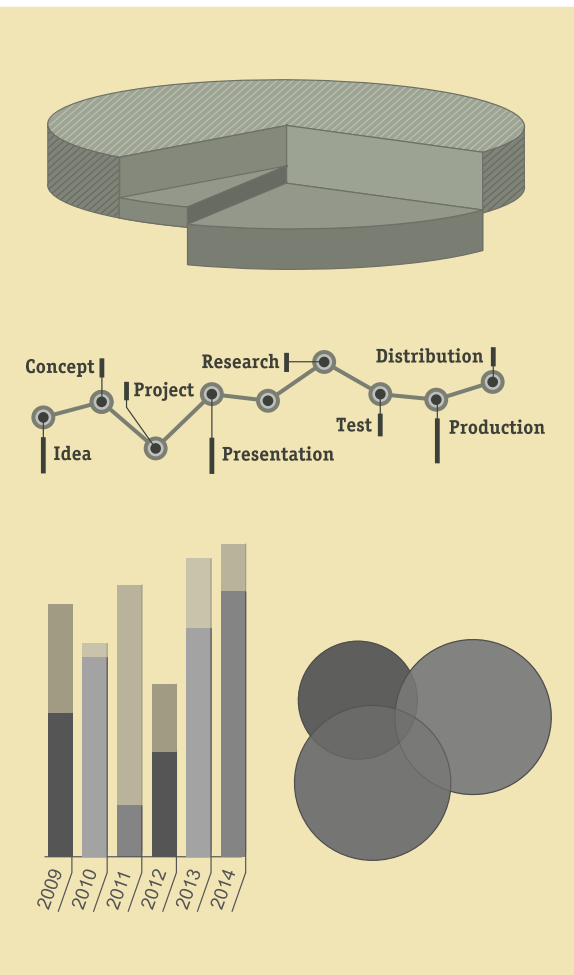 Concept
Project
Research
Distribution
Idea
Presentation
Test
Production
2009
2010
2011
2012
2013
2014